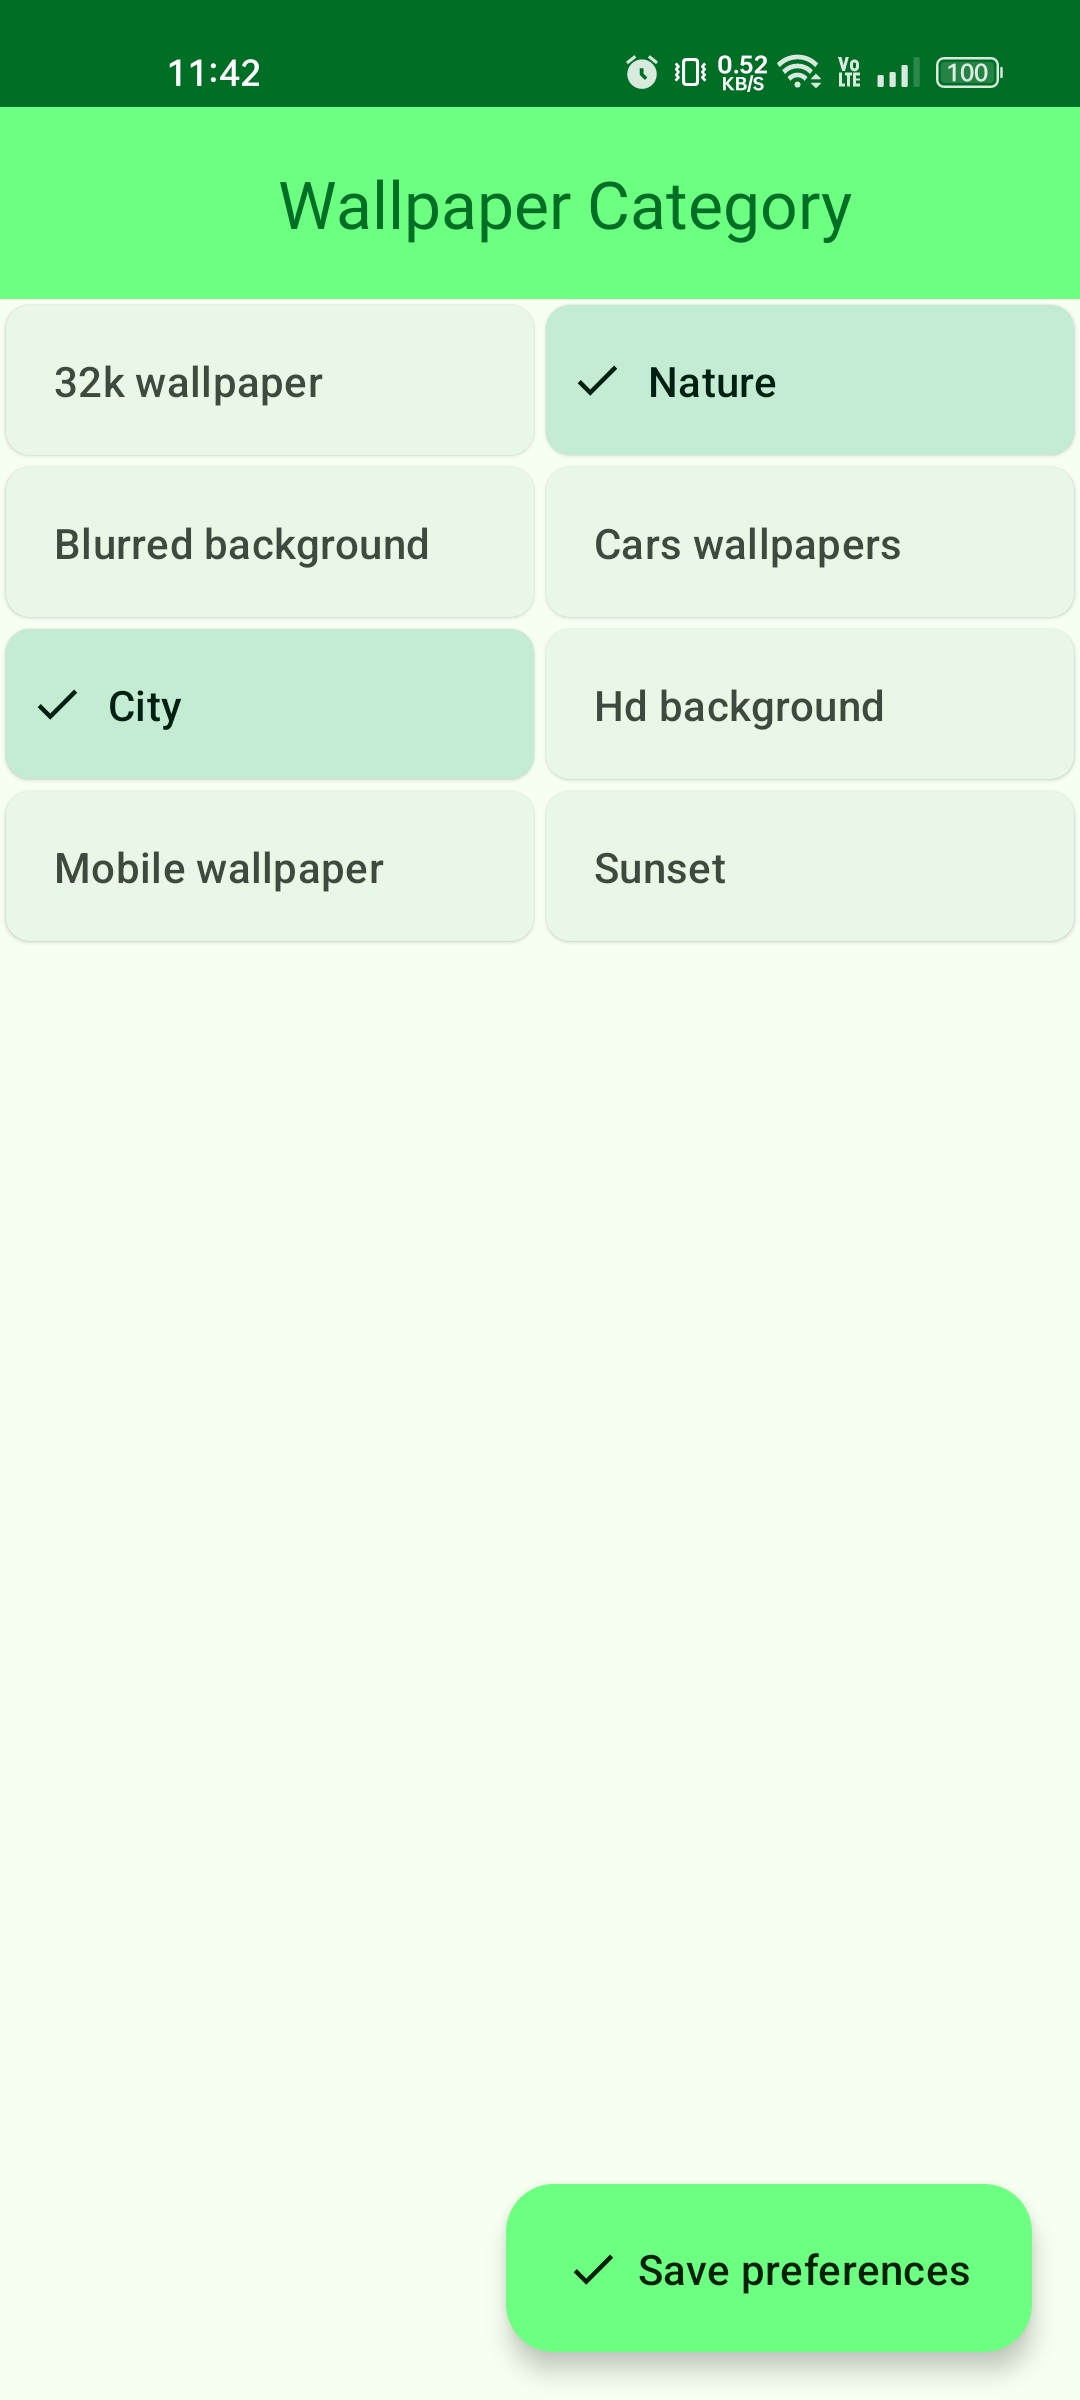 11:42 0.52 KB/S Vo LTE 100
Wallpaper Category
32k wallpaper
Nature
Blurred background
Cars wallpapers
City
Hd background
Mobile wallpaper
Sunset
Save preferences